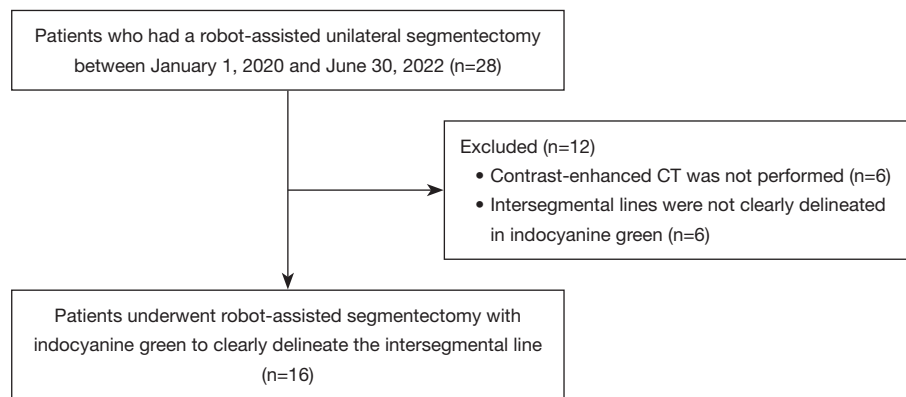 Patients who had a robot-assisted unilateral segmentectomy
between January 1, 2020 and June 30, 2022 (n=28)
Excluded (n=12)
• Contrast-enhanced CT was not performed (n=6)
• Intersegmental lines were not clearly delineated
in indocyanine green (n=6)
Patients underwent robot-assisted segmentectomy with
indocyanine green to clearly delineate the intersegmental line
(n=16)